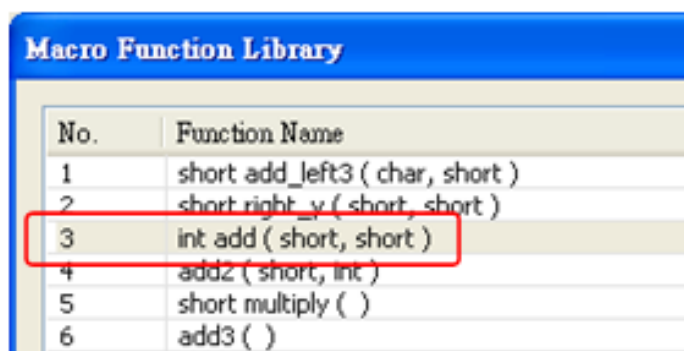 Macro Function Library
No. Function Name
1 short add_left3 ( char, short )
2 short right_y ( short, short )
3 int add ( short, short )
4 add2 ( short, int )
5 short multiply ( )
6 add3 ( )